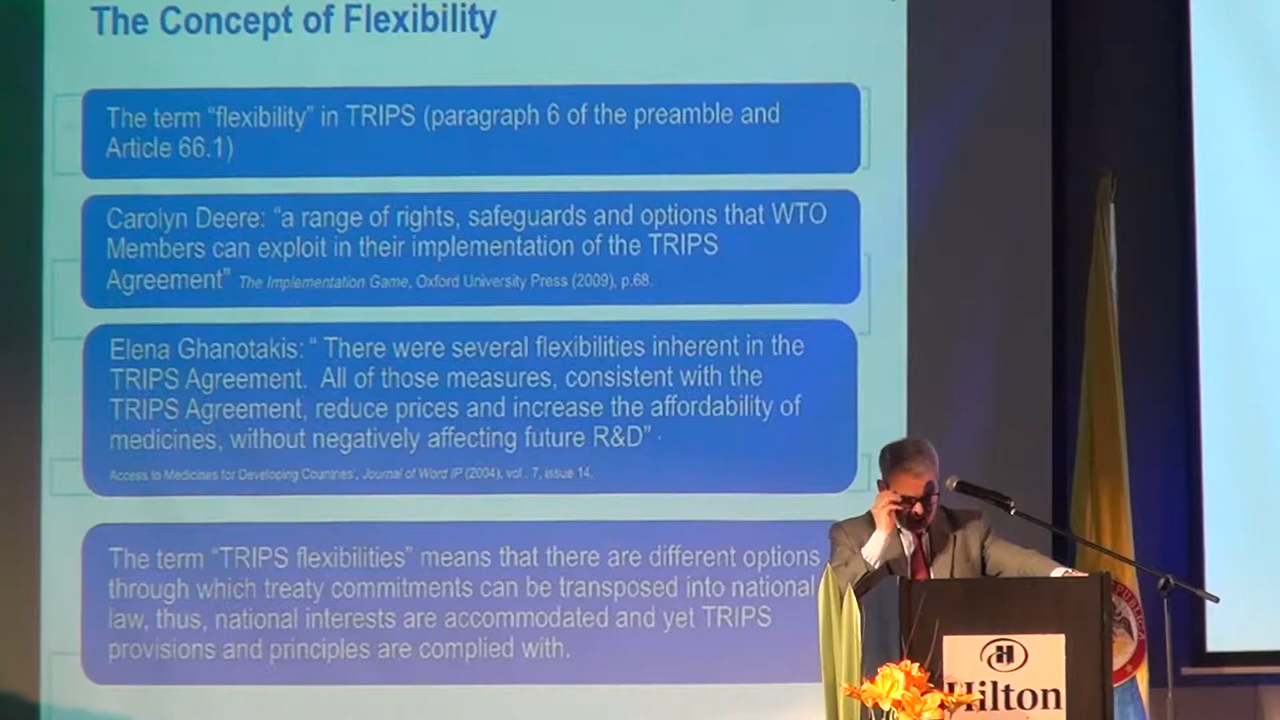 The Concept of Flexibility
The term “flexibility” in TRIPS (paragraph 6 of the preamble and
Article 66.1)
Carolyn Deere: “a range of rights, safeguards and options that WTO
Members can exploit in their implementation of the TRIPS
Agreement” The Implementation Game, Oxford University Press (2009), p.68.
Elena Ghanotakis: “ There were several flexibilities inherent in the
TRIPS Agreement. All of those measures, consistent with the
TRIPS Agreement, reduce prices and increase the affordability of
medicines, without negatively affecting future R&D” .
Access to Medicines for Developing Countries’, Journal of Word IP (2004), vol . 7, issue 14.
The term “TRIPS flexibilities” means that there are different options
through which treaty commitments can be transposed into national
law, thus, national interests are accommodated and yet TRIPS
provisions and principles are complied with.
H
Hilton